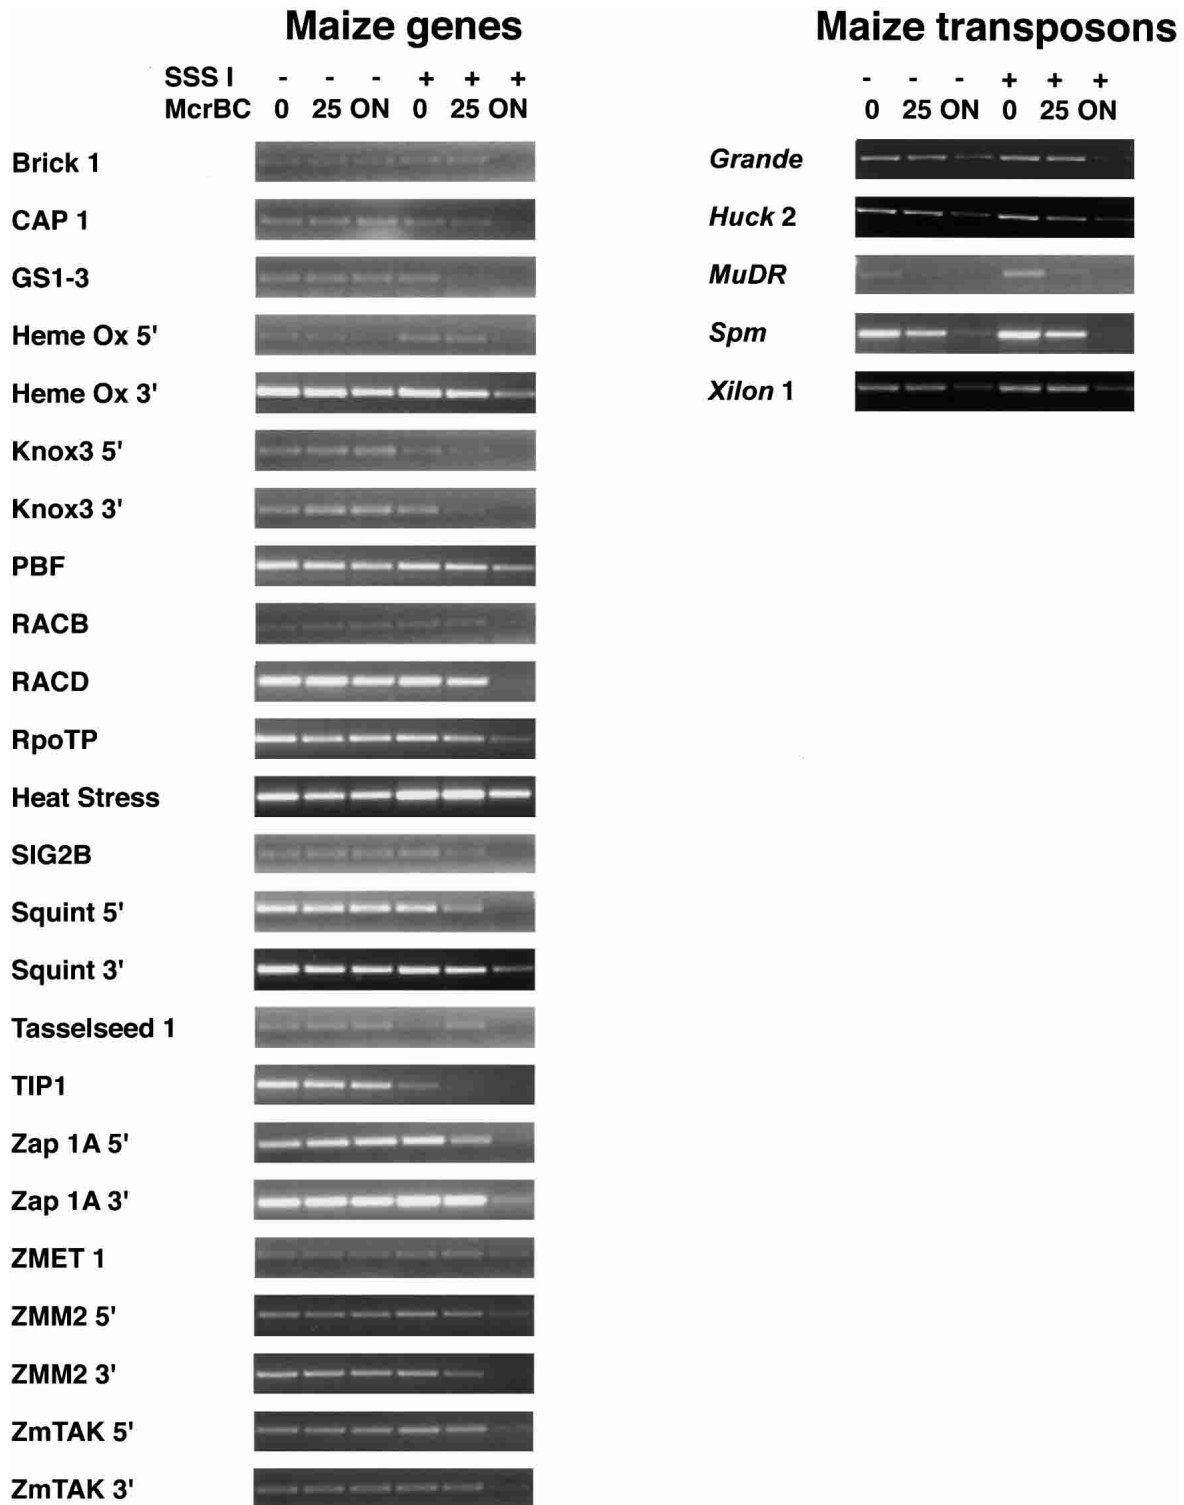 Maize genes
SSS I - - - + + +
McrBC 0 25 ON 0 25 ON
Brick 1
CAP 1
GS1-3
Heme Ox 5'
Heme Ox 3'
Knox3 5'
Knox3 3'
PBF
RACB
RACD
RpoTP
Heat Stress
SIG2B
Squint 5'
Squint 3'
Tasselseed 1
TIP1
Zap 1A 5'
Zap 1A 3'
ZMET 1
ZMM2 5'
ZMM2 3'
ZmTAK 5'
ZmTAK 3'
Maize transposons
- - - + + +
0 25 ON 0 25 ON
Grande
Huck 2
MuDR
Spm
Xilon 1